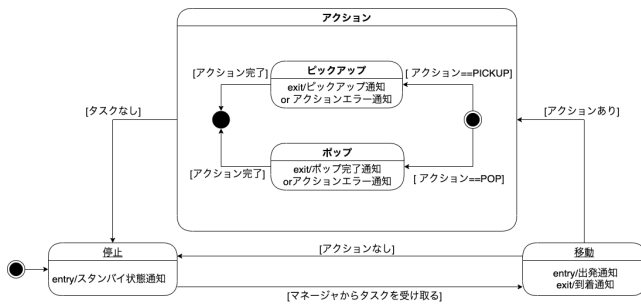 アクション
ピックアップ
exit/ピックアップ通知
or アクションエラー通知
[アクション完了]
[ アクション==PICKUP]
[タスクなし]
[アクションあり]
ポップ
exit/ポップ完了通知
orアクションエラー通知
[アクション完了]
[ アクション==POP]
停止
entry/スタンバイ状態通知
[アクションなし]
移動
entry/出発通知
exit/到着通知
[マネージャからタスクを受け取る]